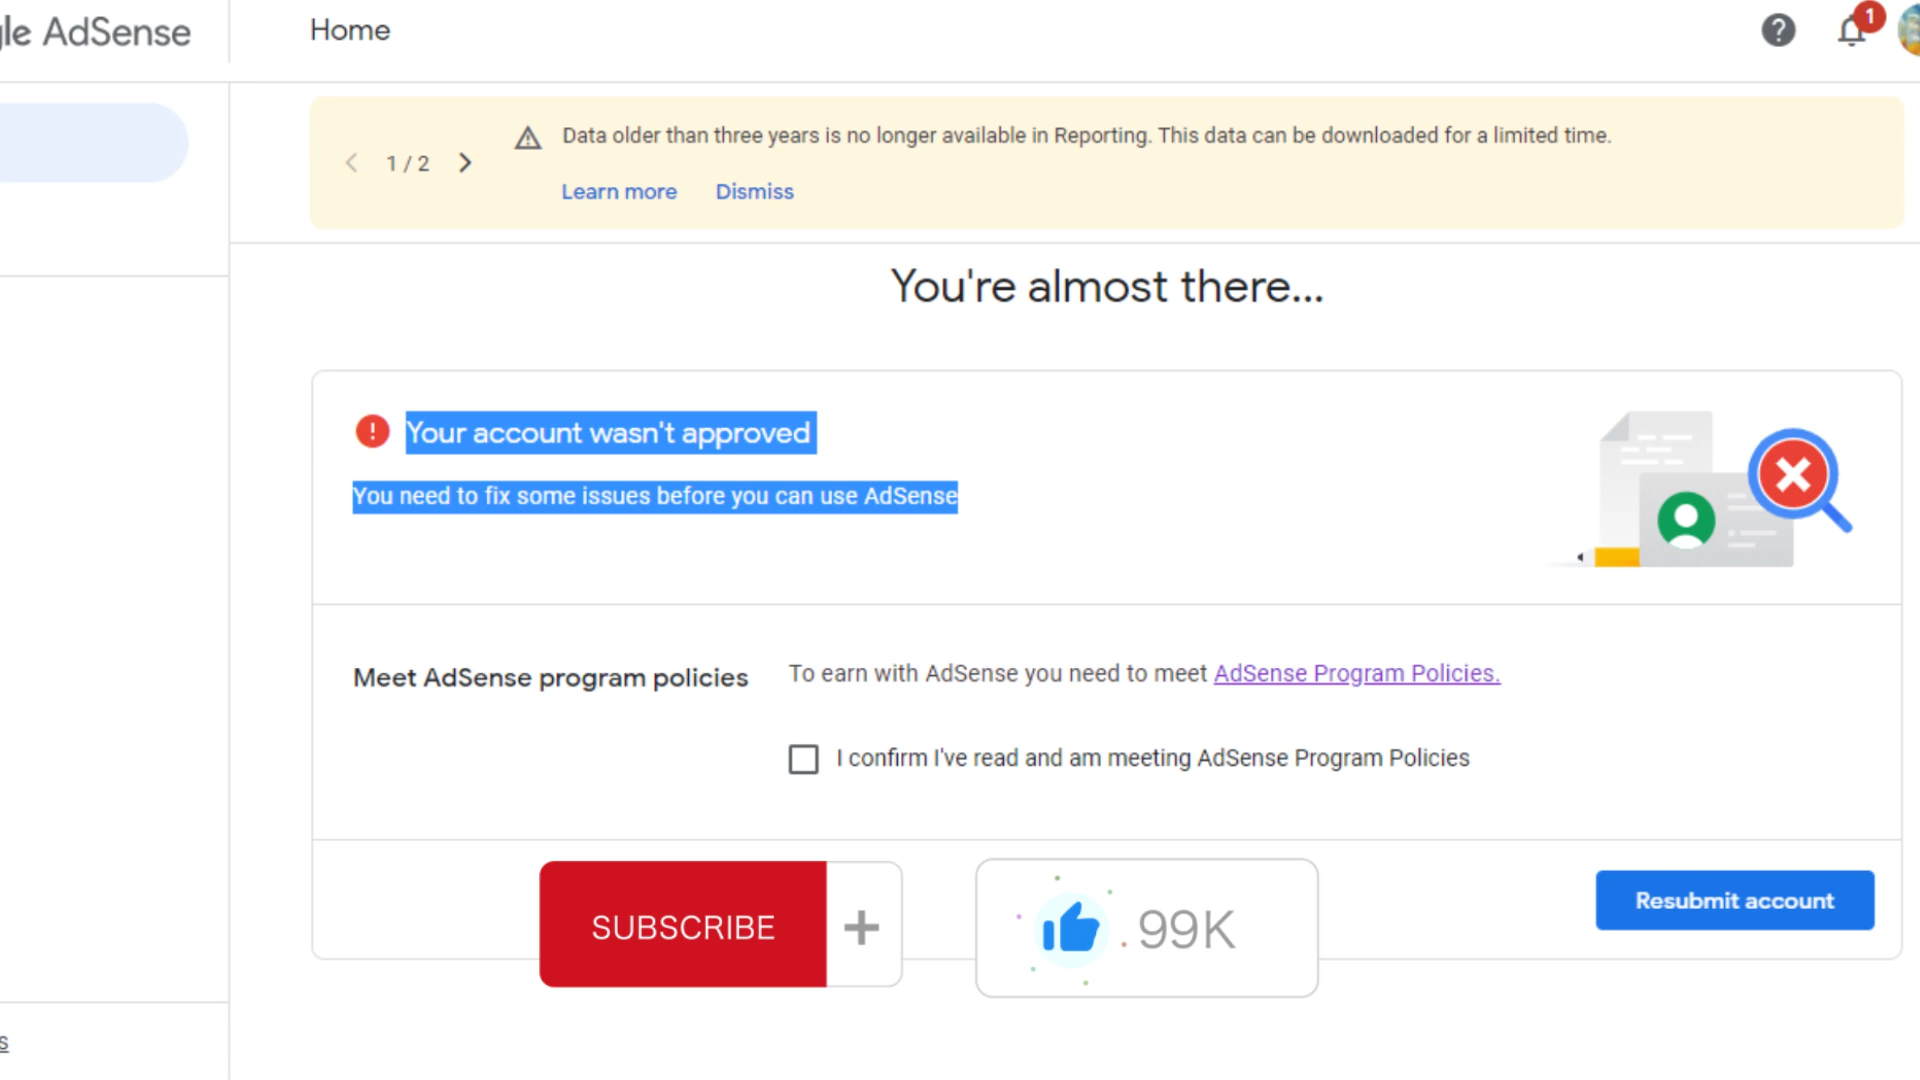 le AdSense
Home
1
1 / 2
Data older than three years is no longer available in Reporting. This data can be downloaded for a limited time.
Learn more Dismiss
You're almost there...
Your account wasn't approved
You need to fix some issues before you can use AdSense
Meet AdSense program policies
To earn with AdSense you need to meet AdSense Program Policies.
I confirm I've read and am meeting AdSense Program Policies
SUBSCRIBE +
99K
Resubmit account
s